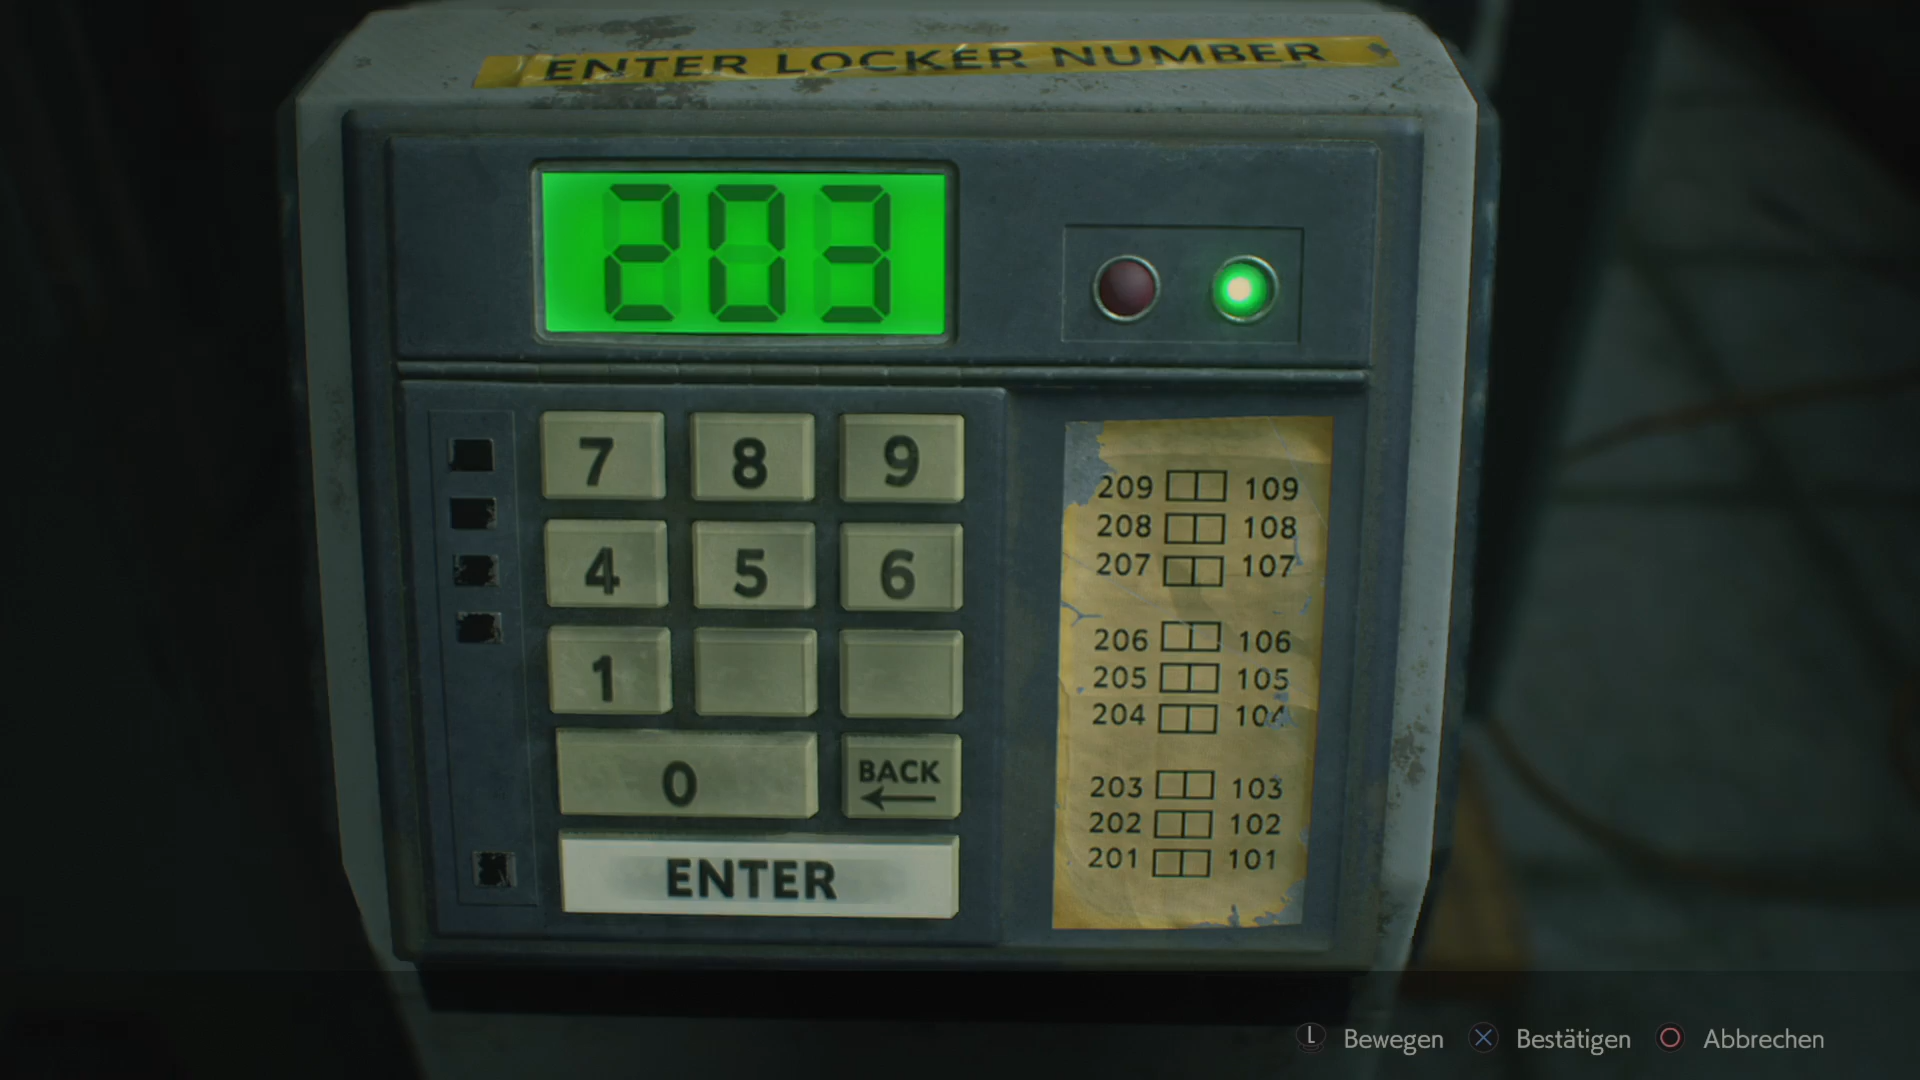 ENTER LOCKER NUMBER
203
7 8 9
4 5 6
1
0 BACK
ENTER
209 109
208 108
207 107
206 106
205 105
204 104
203 103
202 102
201 101
L Bewegen Bestätigen Abbrechen